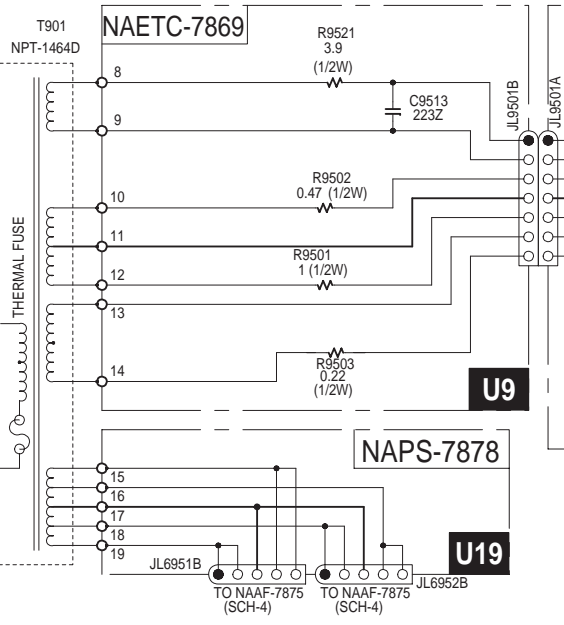 T901
NPT-1464D
NAETC-7869
R9521
3.9
(1/2W)
C9513
223Z
JL9501B
JL9501A
8
9
R9502
0.47 (1/2W)
10
11
R9501
1 (1/2W)
12
13
THERMAL FUSE
14
R9503
0.22
(1/2W)
U9
NAPS-7878
15
16
17
18
19
U19
JL6951B
JL6952B
TO NAAF-7875
(SCH-4)
TO NAAF-7875
(SCH-4)